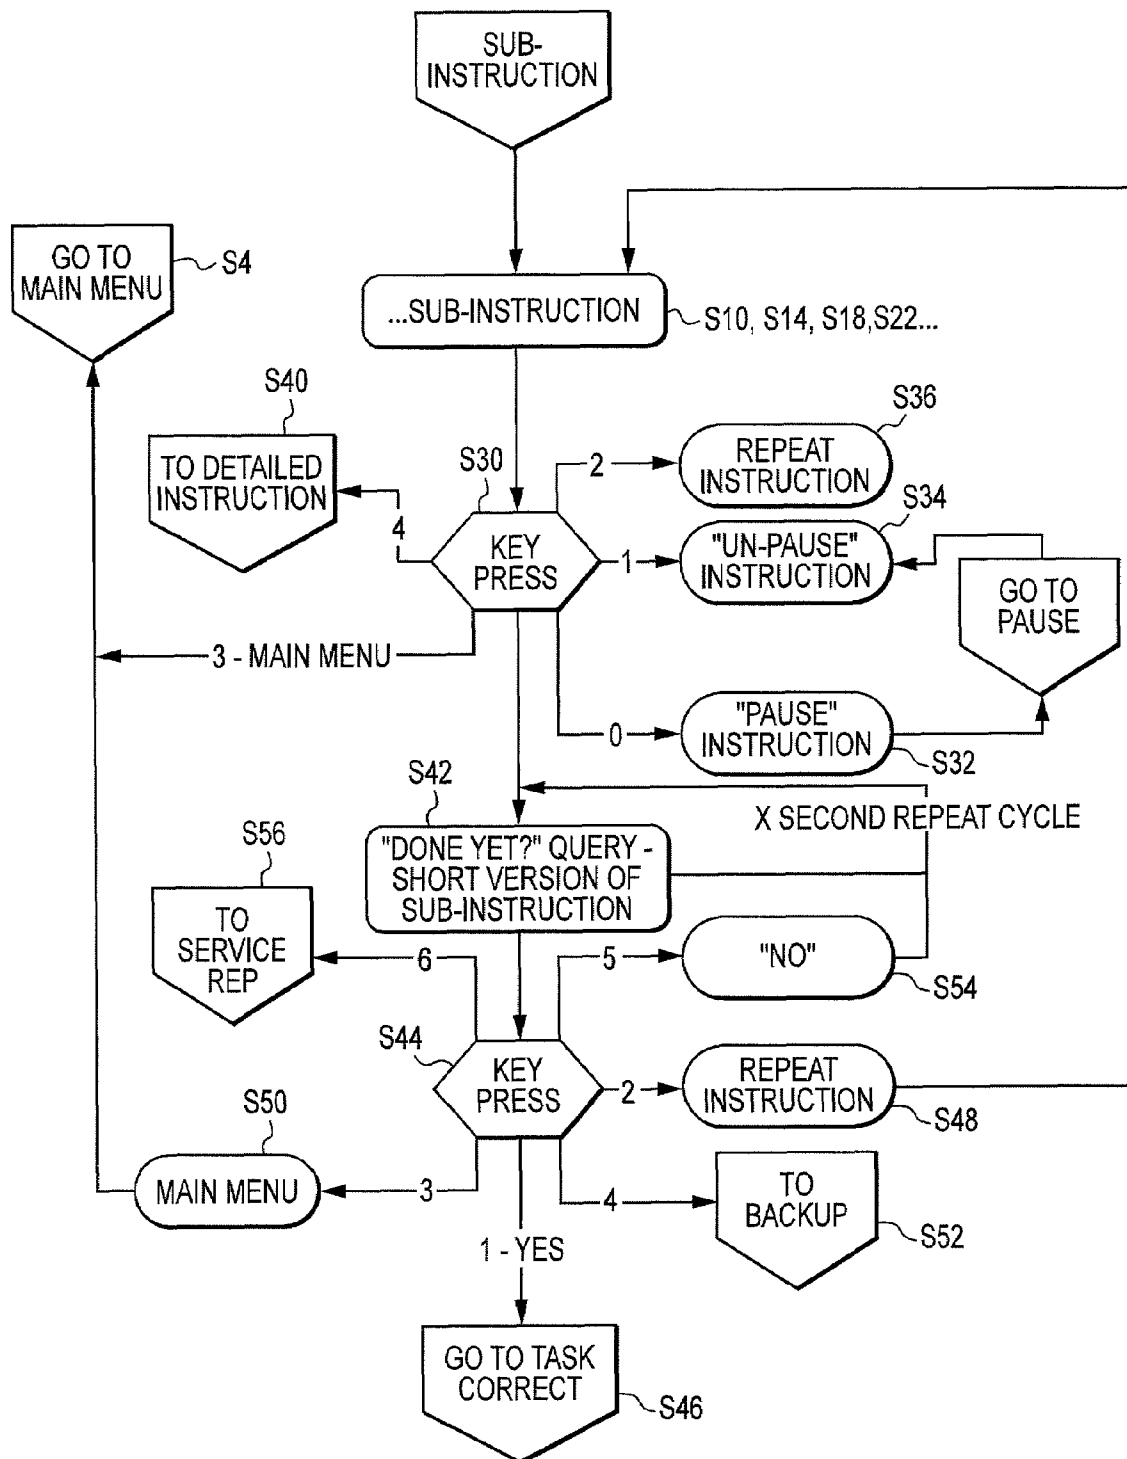 SUB-
INSTRUCTION
GO TO
MAIN MENU
S4
...SUB-INSTRUCTION
S10, S14, S18,S22...
S40
TO DETAILED
INSTRUCTION
4
S30
KEY
PRESS
2
S36
REPEAT
INSTRUCTION
S34
1
"UN-PAUSE"
INSTRUCTION
GO TO
PAUSE
3 - MAIN MENU
0
"PAUSE"
INSTRUCTION
S32
S42
X SECOND REPEAT CYCLE
"DONE YET?" QUERY -
SHORT VERSION OF
SUB-INSTRUCTION
S56
TO
SERVICE
REP
6
5
"NO"
S54
S44
KEY
PRESS
2
REPEAT
INSTRUCTION
S48
S50
MAIN MENU
3
4
TO
BACKUP
S52
1 - YES
GO TO TASK
CORRECT
S46